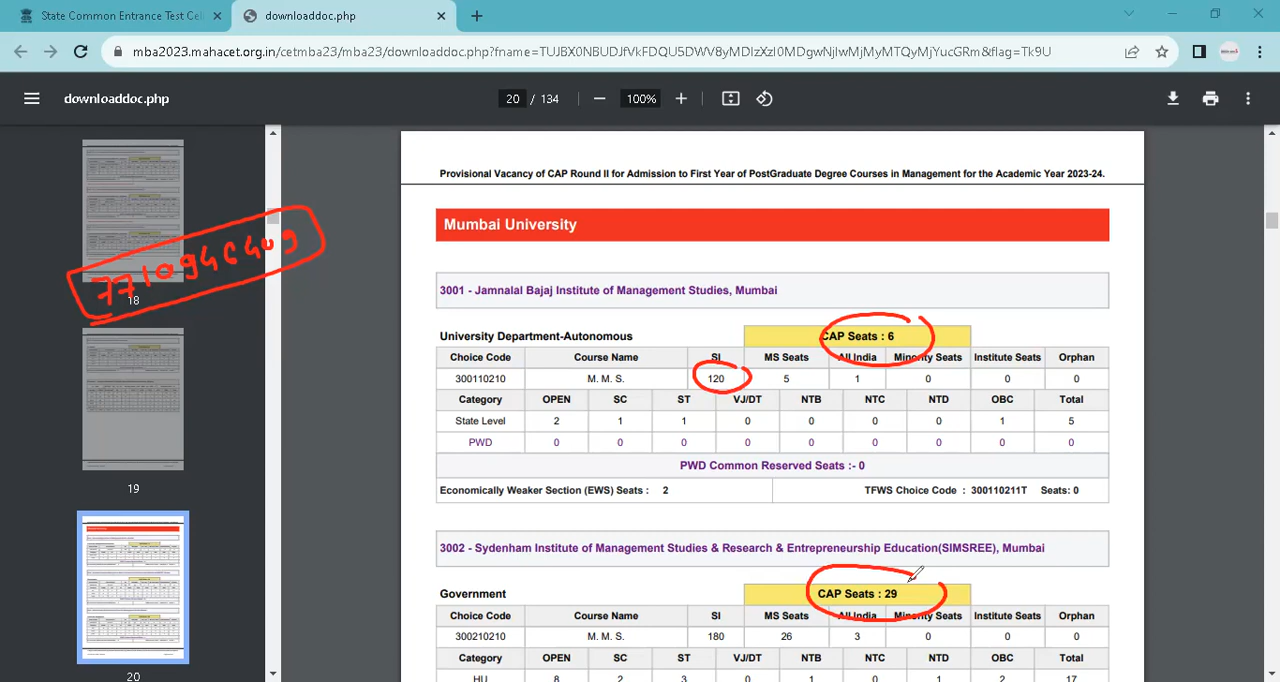 State Common Entrance Test Cel
downloaddoc.php
mba2023.mahacet.org.in/cetmba23/mba23/downloaddoc.php?fname=TUJBX0NBUDJfVkFDQU5DWV8yMDIzXzI0MDgwNjIwMjMyMTQyMjYucGRm&flag=Tk9U
downloaddoc.php
20 / 134
100%
18
7710946409
19
20
Provisional Vacancy of CAP Round II for Admission to First Year of PostGraduate Degree Courses in Management for the Academic Year 2023-24.
Mumbai University
3001 - Jamnalal Bajaj Institute of Management Studies, Mumbai
University Department-Autonomous CAP Seats : 6
Choice Code Course Name SI MS Seats All India Minority Seats Institute Seats Orphan
300110210 M. M. S. 120 5 1 0 0 0
Category OPEN SC ST VJ/DT NTB NTC NTD OBC Total
State Level 2 1 1 0 0 0 0 1 5
PWD 0 0 0 0 0 0 0 0 0
PWD Common Reserved Seats :- 0
Economically Weaker Section (EWS) Seats : 2 TFWS Choice Code : 300110211T Seats: 0
3002 - Sydenham Institute of Management Studies & Research & Entrepreneurship Education(SIMSREE), Mumbai
Government CAP Seats : 29
Choice Code Course Name SI MS Seats All India Minority Seats Institute Seats Orphan
300210210 M. M. S. 180 26 3 0 0 0
Category OPEN SC ST VJ/DT NTB NTC NTD OBC Total
HU 8 2 3 0 1 0 1 2 17